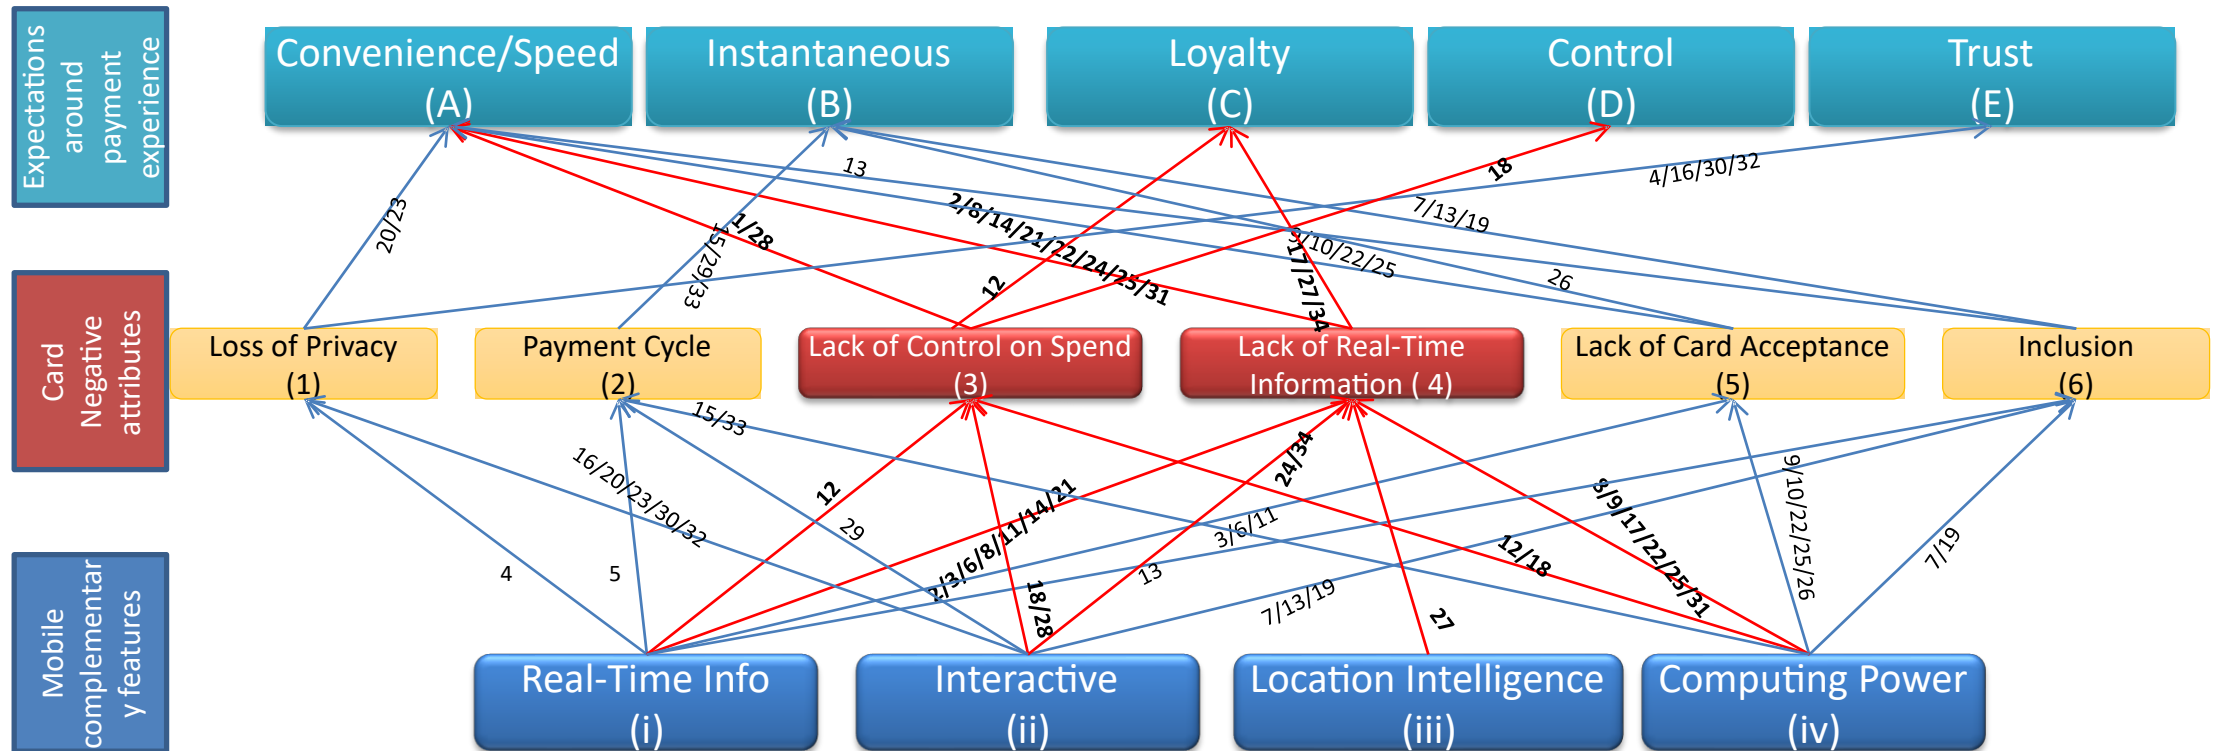 Expectations
around
payment
experience
Convenience/Speed
(A)
Instantaneous
(B)
Loyalty
(C)
Control
(D)
Trust
(E)
20/23
15/29/33
1/28
13
2/8/14/21/22/24/25/31
12
17/27/34
9/10/22/25
18
26
7/13/19
4/16/30/32
Card
Negative
attributes
Loss of Privacy
(1)
Payment Cycle
(2)
Lack of Control on Spend
(3)
Lack of Real-Time
Information ( 4)
Lack of Card Acceptance
(5)
Inclusion
(6)
4
16/20/23/30/32
5
15/33
29
12
2/3/6/8/11/14/21
18/28
24/34
13
3/6/11
7/13/19
27
12/18
8/9/17/22/25/31
9/10/22/25/26
7/19
Mobile
complementar
y features
Real-Time Info
(i)
Interactive
(ii)
Location Intelligence
(iii)
Computing Power
(iv)